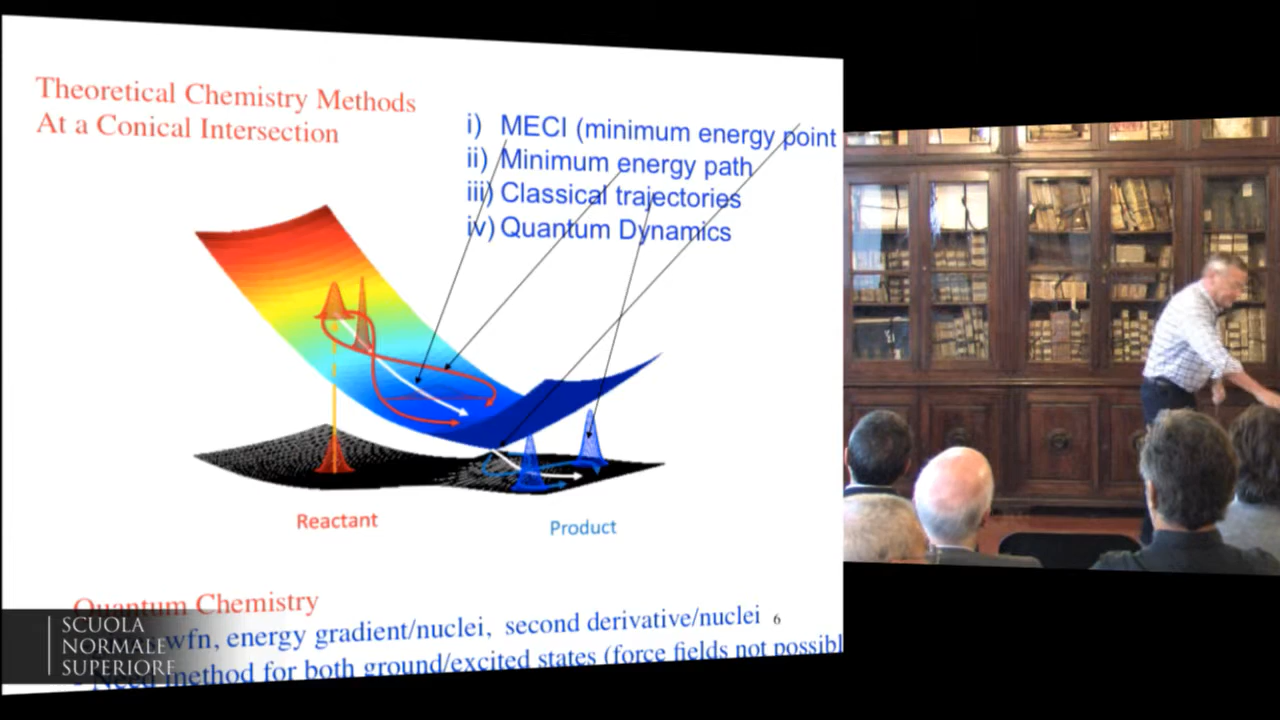 Theoretical Chemistry Methods
At a Conical Intersection
i) MECI (minimum energy point
ii) Minimum energy path
iii) Classical trajectories
iv) Quantum Dynamics
Reactant
Product
Quantum Chemistry
wfn, energy gradient/nuclei, second derivative/nuclei
6
- Need method for both ground/excited states (force fields not possibl
SCUOLA
NORMALE
SUPERIORE